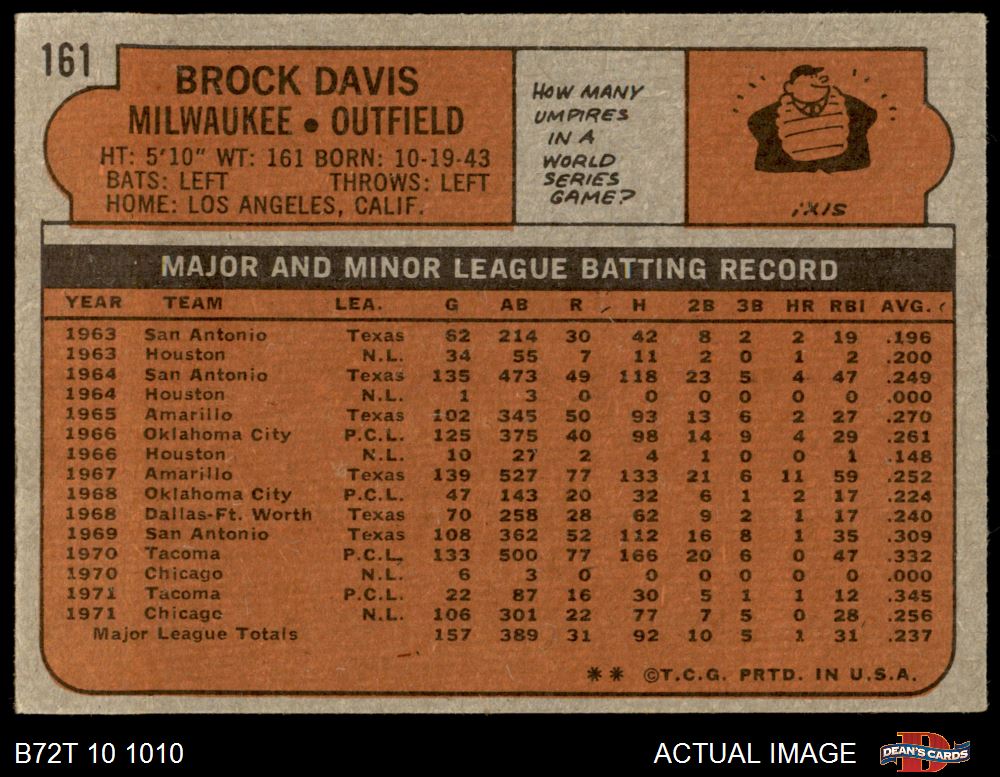 161
BROCK DAVIS
MILWAUKEE • OUTFIELD
HT: 5'10" WT: 161 BORN: 10-19-43
BATS: LEFT THROWS: LEFT
HOME: LOS ANGELES, CALIF.
HOW MANY
UMPIRES
IN A
WORLD
SERIES
GAME?
SIX!
MAJOR AND MINOR LEAGUE BATTING RECORD
YEAR TEAM LEA. G AB R H 2B 3B HR RBI AVG.
1963 San Antonio Texas 62 214 30 42 8 2 2 19 .196
1963 Houston N.L. 34 55 7 11 2 0 1 2 .200
1964 San Antonio Texas 135 473 49 118 23 5 4 47 .249
1964 Houston N.L. 1 3 0 0 0 0 0 0 .000
1965 Amarillo Texas 102 345 50 93 13 6 2 27 .270
1966 Oklahoma City P.C.L. 125 375 40 98 14 9 4 29 .261
1966 Houston N.L. 10 27 2 4 1 0 0 1 .148
1967 Amarillo Texas 139 527 77 133 21 6 11 59 .252
1968 Oklahoma City P.C.L. 47 143 20 32 6 1 2 17 .224
1968 Dallas-Ft. Worth Texas 70 258 28 62 9 2 1 17 .240
1969 San Antonio Texas 108 362 52 112 16 8 1 35 .309
1970 Tacoma P.C.L. 133 500 77 166 20 6 0 47 .332
1970 Chicago N.L. 6 3 0 0 0 0 0 0 .000
1971 Tacoma P.C.L. 22 87 16 30 5 1 1 12 .345
1971 Chicago N.L. 106 301 22 77 7 5 0 28 .256
Major League Totals 157 389 31 92 10 5 1 31 .237
** ©T.C.G. PRTD. IN U.S.A.
B72T 10 1010
ACTUAL IMAGE
DEAN'S CARDS